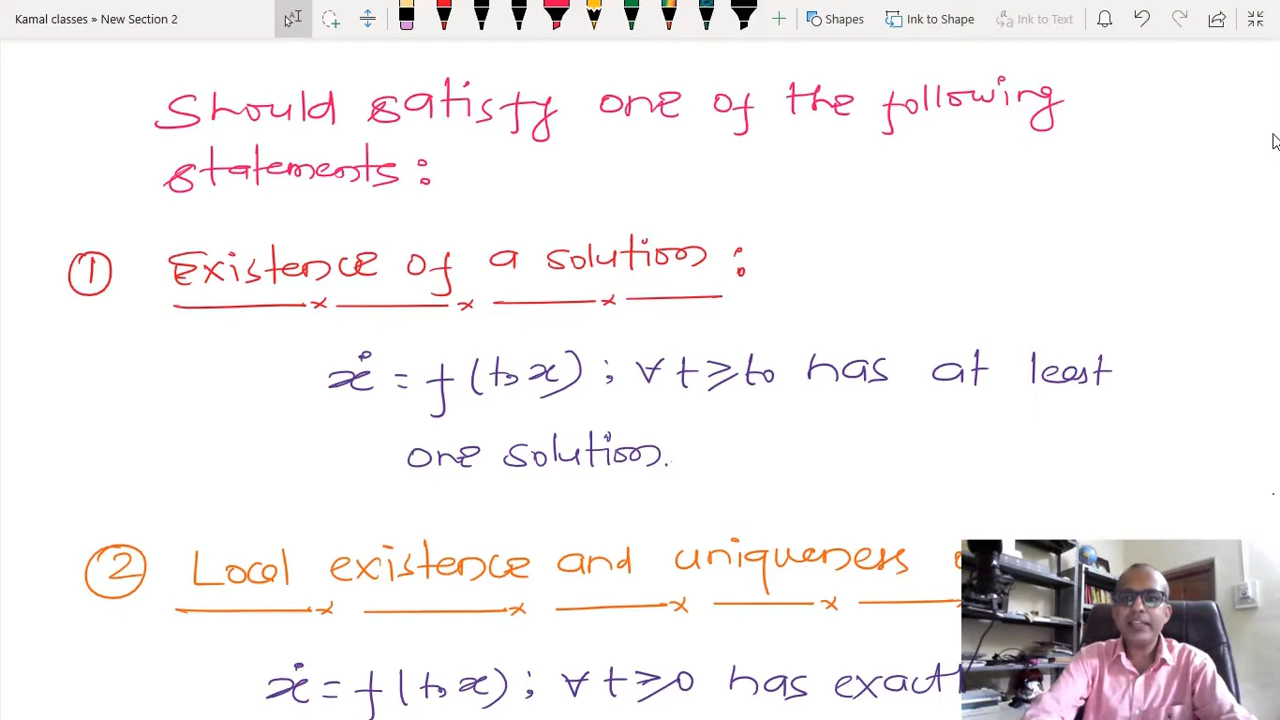 Kamal classes » New Section 2
Shapes
Ink to Shape
Ink to Text
Should satisfy one of the following
statements:
① Existence of a solution:
ẋ = f(t, x); ∀ t ≥ t₀ has at least
one solution.
② Local existence and uniqueness
ẋ = f(t, x); ∀ t ≥ 0 has exact